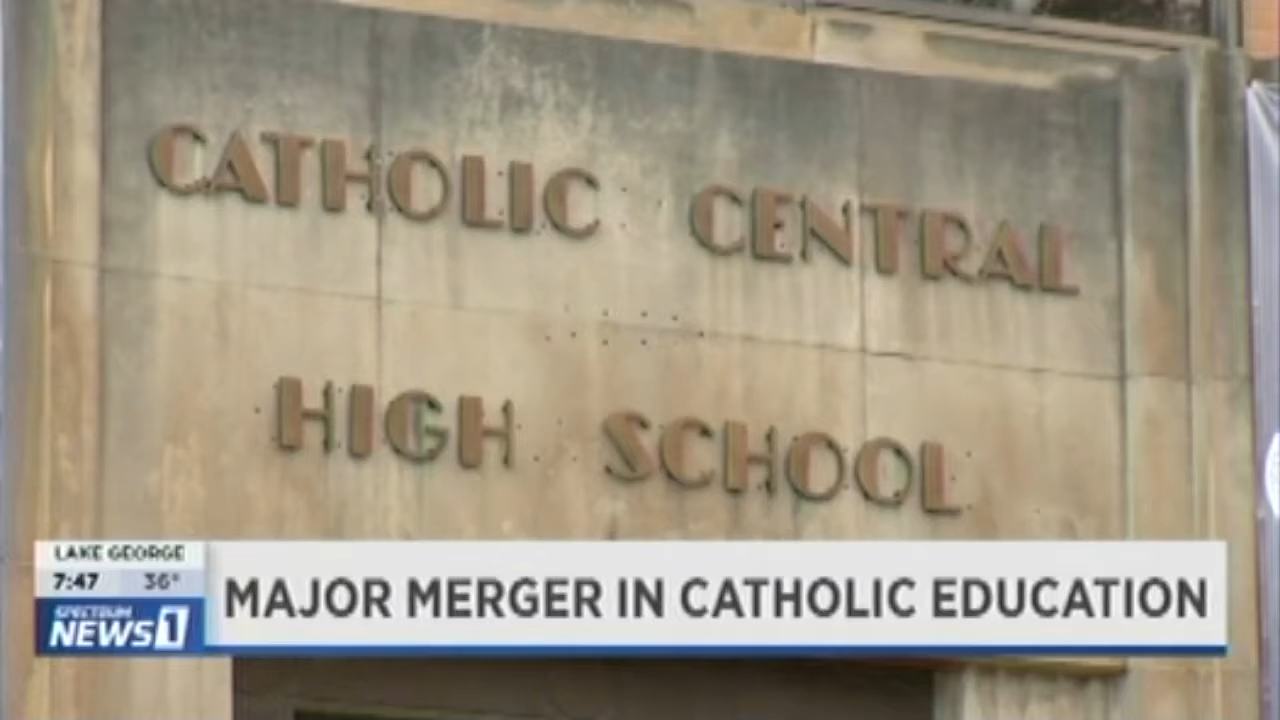 CATHOLIC CENTRAL
HIGH SCHOOL
LAKE GEORGE
7:47 36°
SPECTRUM
NEWS 1
MAJOR MERGER IN CATHOLIC EDUCATION